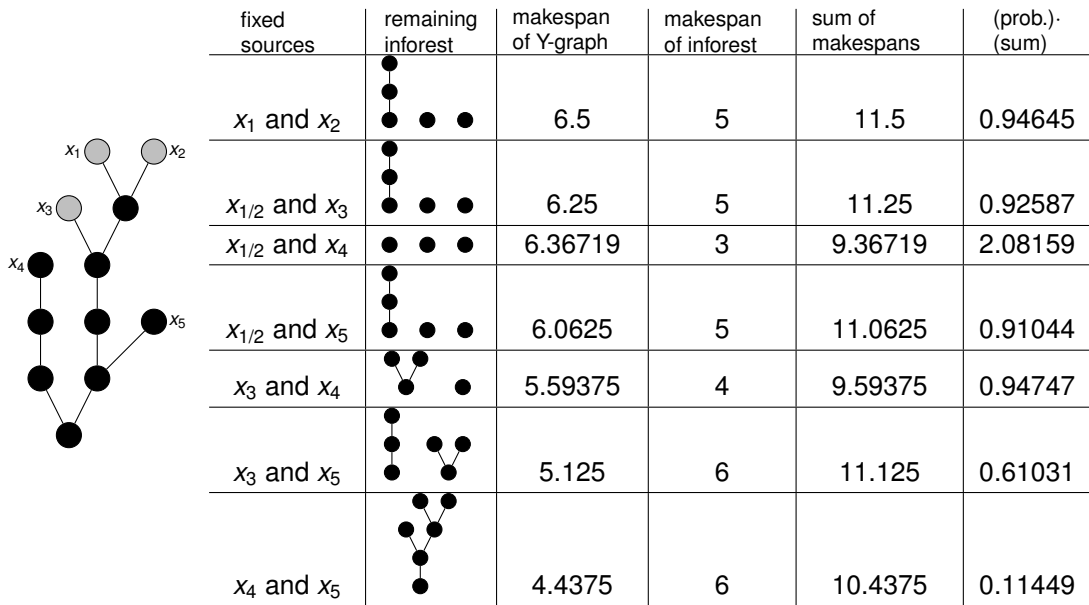 fixed sources | remaining inforest | makespan of Y-graph | makespan of inforest | sum of makespans | (prob.)· (sum)
x1 and x2 | 6.5 | 5 | 11.5 | 0.94645
x1/2 and x3 | 6.25 | 5 | 11.25 | 0.92587
x1/2 and x4 | 6.36719 | 3 | 9.36719 | 2.08159
x1/2 and x5 | 6.0625 | 5 | 11.0625 | 0.91044
x3 and x4 | 5.59375 | 4 | 9.59375 | 0.94747
x3 and x5 | 5.125 | 6 | 11.125 | 0.61031
x4 and x5 | 4.4375 | 6 | 10.4375 | 0.11449
x1 x2
x3
x4
x5